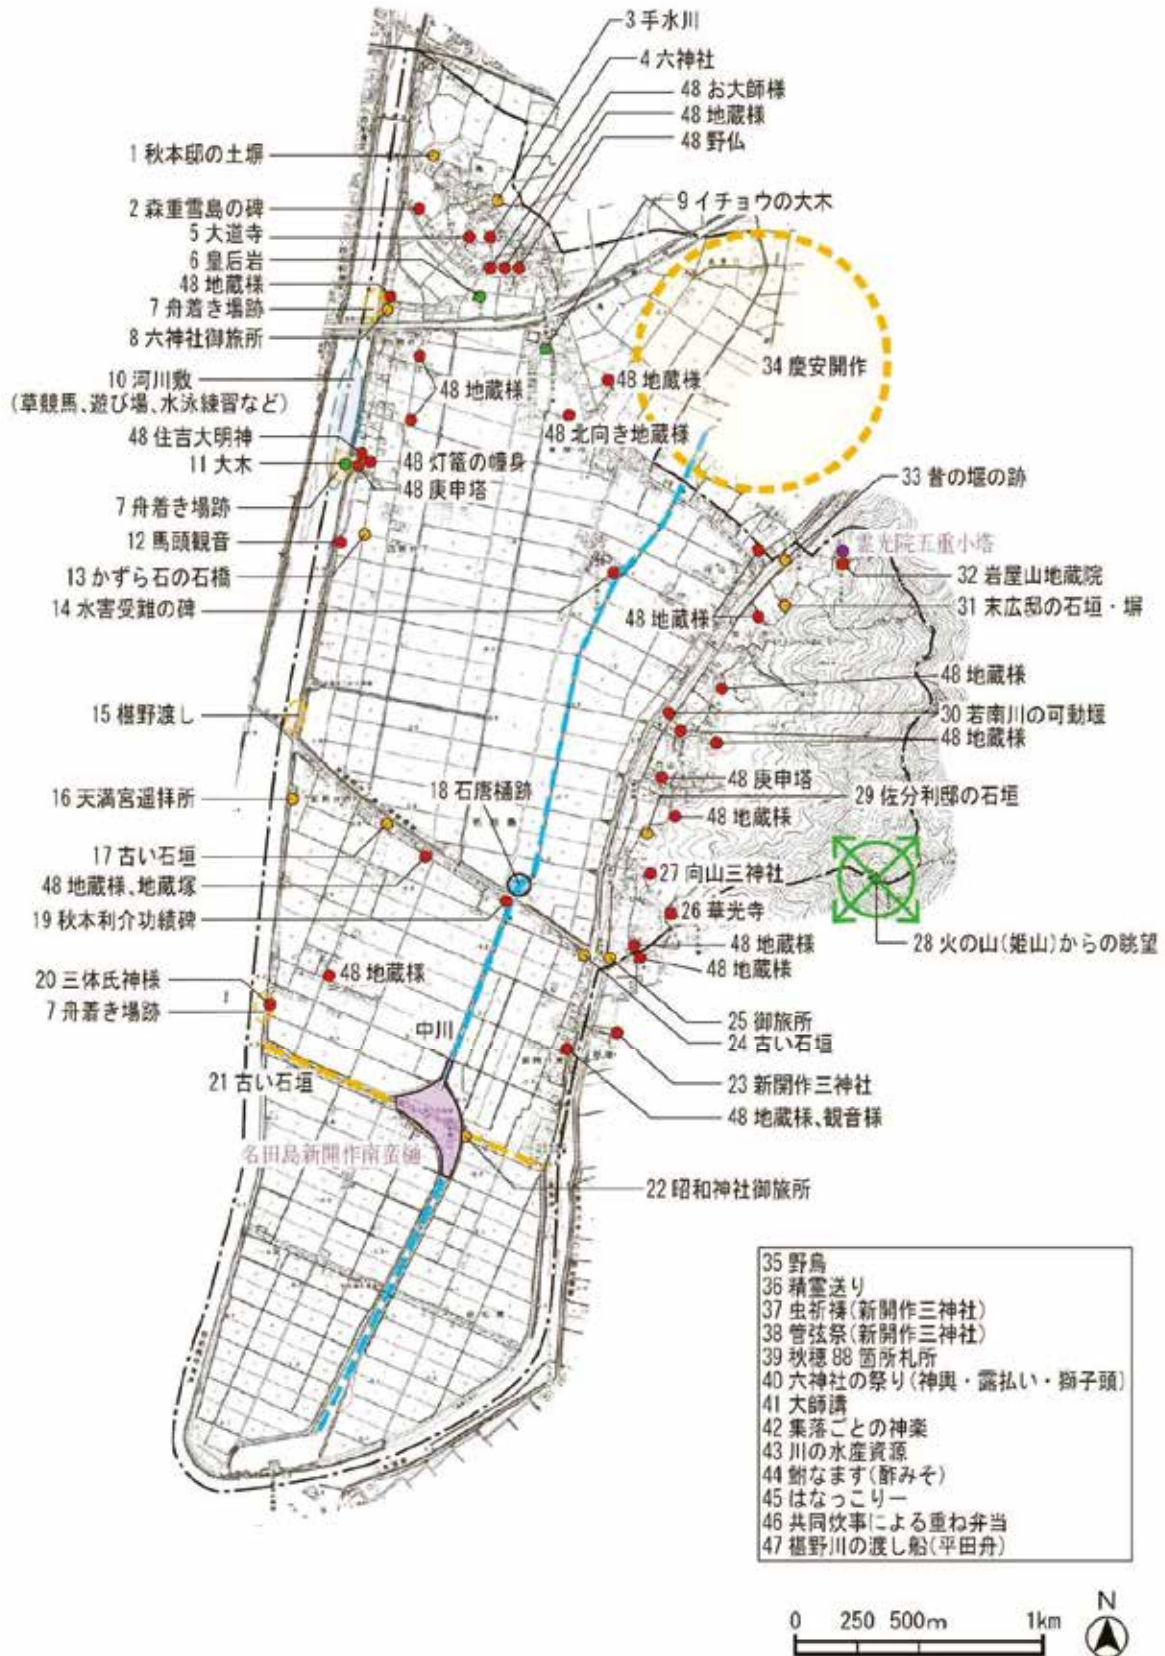 3 手水川
4 六神社
48 お大師様
48 地蔵様
48 野仏
1 秋本邸の土塀
2 森重雪島の碑
5 大道寺
6 皇后岩
48 地蔵様
7 舟着き場跡
8 六神社御旅所
9 イチョウの大木
34 慶安開作
10 河川敷
(草競馬、遊び場、水泳練習など)
48 地蔵様
48 地蔵様
48 北向き地蔵様
48 住吉大明神
11 大木
48 灯篭の幢身
48 庚申塔
7 舟着き場跡
12 馬頭観音
13 かずら石の石橋
14 水害受難の碑
33 昔の堰の跡
霊光院五重小塔
32 岩屋山地蔵院
31 末広邸の石垣・塀
48 地蔵様
48 地蔵様
30 若南川の可動堰
48 地蔵様
15 椹野渡し
48 庚申塔
29 佐分利邸の石垣
16 天満宮遥拝所
18 石唐樋跡
48 地蔵様
17 古い石垣
48 地蔵様、地蔵塚
19 秋本利介功績碑
27 向山三神社
26 華光寺
28 火の山(姫山)からの眺望
48 地蔵様
48 地蔵様
48 地蔵様
20 三体氏神様
7 舟着き場跡
25 御旅所
24 古い石垣
中川
21 古い石垣
23 新開作三神社
48 地蔵様、観音様
名田島新開作南蛮樋
22 昭和神社御旅所
35 野鳥
36 精霊送り
37 虫祈祷(新開作三神社)
38 管弦祭(新開作三神社)
39 秋穂 88 箇所札所
40 六神社の祭り(神輿・露払い・獅子頭)
41 大師講
42 集落ごとの神楽
43 川の水産資源
44 鮒なます(酢みそ)
45 はなっこりー
46 共同炊事による重ね弁当
47 椹野川の渡し船(平田舟)
N
0 250 500m 1km